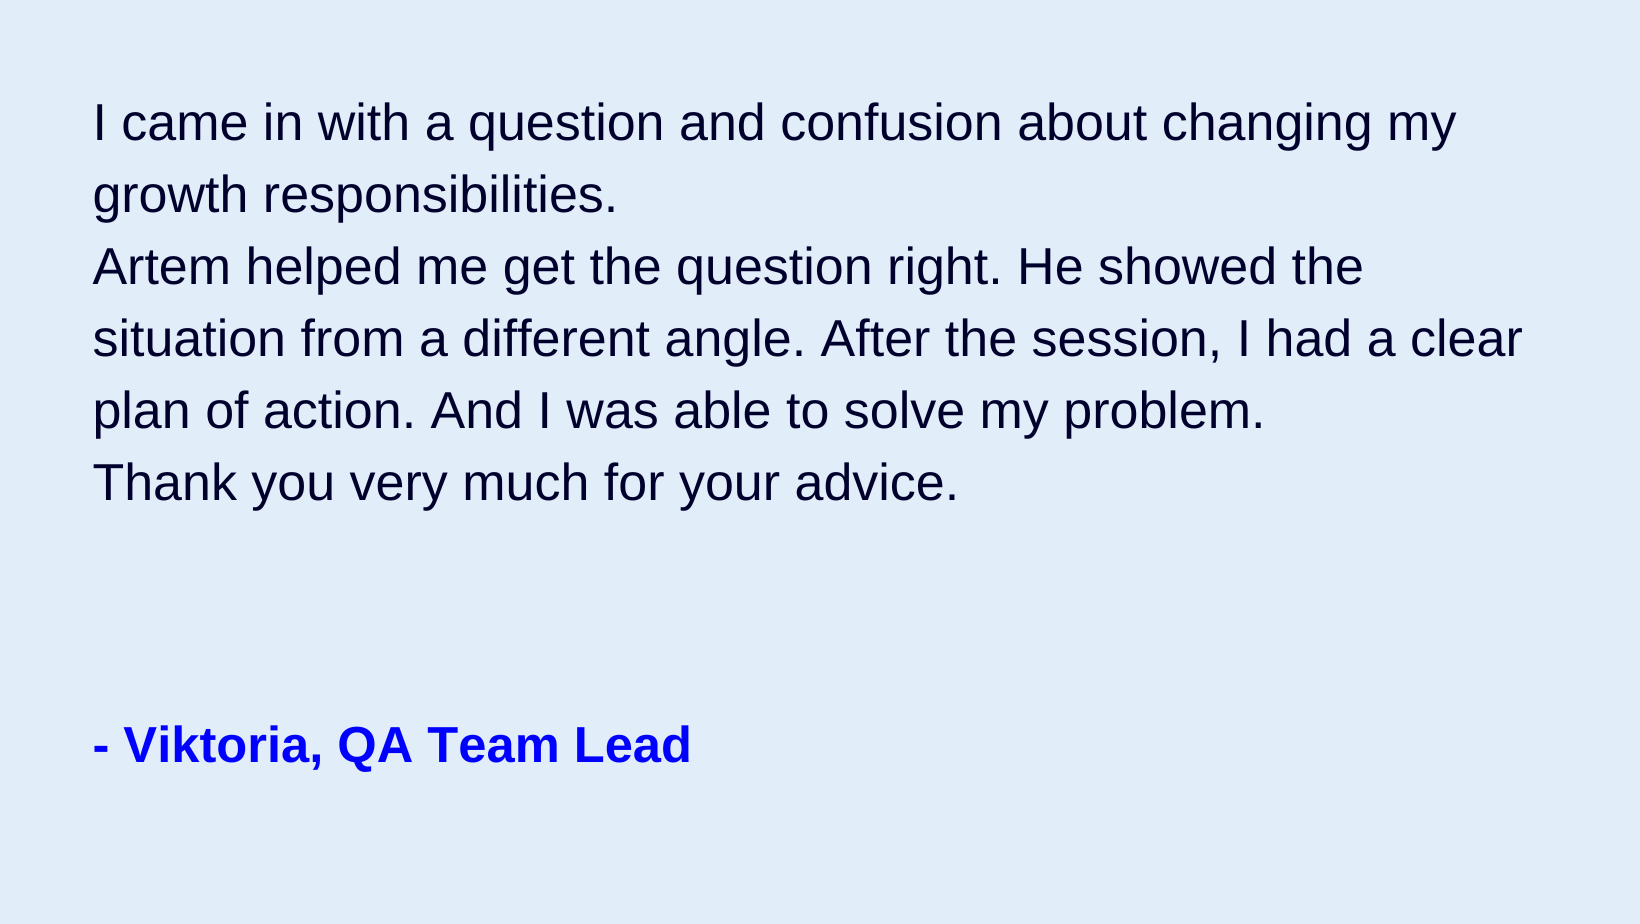 I came in with a question and confusion about changing my
growth responsibilities.
Artem helped me get the question right. He showed the
situation from a different angle. After the session, I had a clear
plan of action. And I was able to solve my problem.
Thank you very much for your advice.
- Viktoria, QA Team Lead